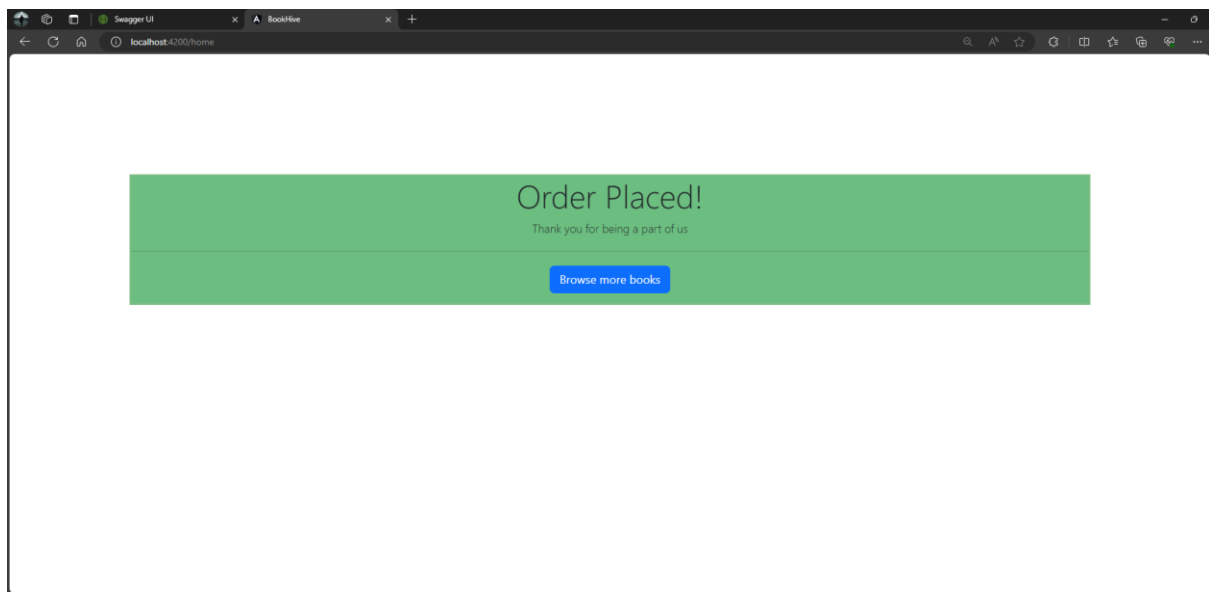 Swagger UI
BookHive
localhost:4200/home
Order Placed!
Thank you for being a part of us
Browse more books